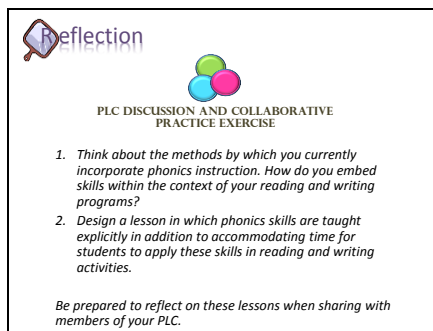 Reflection
PLC DISCUSSION AND COLLABORATIVE
PRACTICE EXERCISE
1. Think about the methods by which you currently
incorporate phonics instruction. How do you embed
skills within the context of your reading and writing
programs?
2. Design a lesson in which phonics skills are taught
explicitly in addition to accommodating time for
students to apply these skills in reading and writing
activities.
Be prepared to reflect on these lessons when sharing with
members of your PLC.